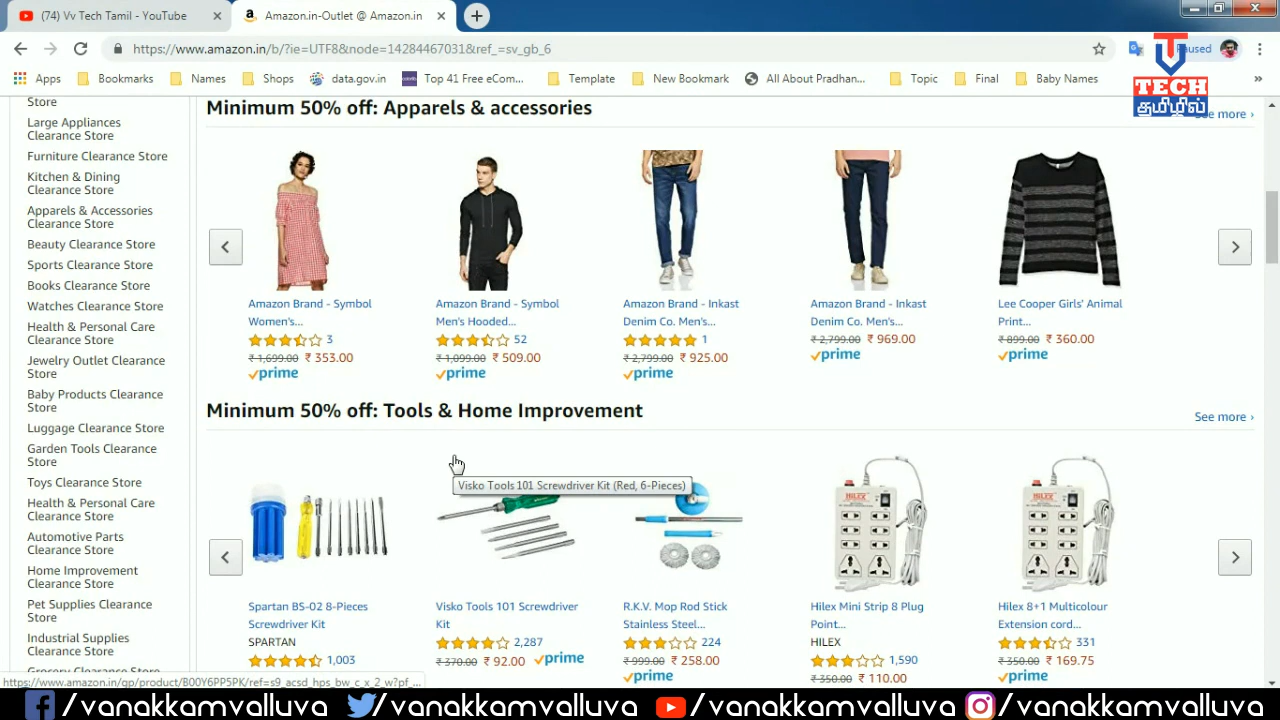 (74) Vv Tech Tamil - YouTube
Amazon.in-Outlet @ Amazon.in
https://www.amazon.in/b/?ie=UTF8&node=14284467031&ref_=sv_gb_6
Apps
Bookmarks
Names
Shops
data.gov.in
Top 41 Free eCom...
Template
New Bookmark
All About Pradhan...
Topic
Final
Baby Names
»
TECH
தமிழில்
Store
Large Appliances
Clearance Store
Furniture Clearance Store
Kitchen & Dining
Clearance Store
Apparels & Accessories
Clearance Store
Beauty Clearance Store
Sports Clearance Store
Books Clearance Store
Watches Clearance Store
Health & Personal Care
Clearance Store
Jewelry Outlet Clearance
Store
Baby Products Clearance
Store
Luggage Clearance Store
Garden Tools Clearance
Store
Toys Clearance Store
Health & Personal Care
Clearance Store
Automotive Parts
Clearance Store
Home Improvement
Clearance Store
Pet Supplies Clearance
Store
Industrial Supplies
Clearance Store
Minimum 50% off: Apparels & accessories
more ›
Amazon Brand - Symbol
Women's...
3
₹ 1,699.00 ₹ 353.00
prime
Amazon Brand - Symbol
Men's Hooded...
52
₹ 1,099.00 ₹ 509.00
prime
Amazon Brand - Inkast
Denim Co. Men's...
1
₹ 2,799.00 ₹ 925.00
prime
Amazon Brand - Inkast
Denim Co. Men's...
₹ 2,799.00 ₹ 969.00
prime
Lee Cooper Girls' Animal
Print...
₹ 899.00 ₹ 360.00
prime
Minimum 50% off: Tools & Home Improvement
See more ›
Visko Tools 101 Screwdriver Kit (Red, 6-Pieces)
HILEX
HILEX
Spartan BS-02 8-Pieces
Screwdriver Kit
SPARTAN
1,003
Visko Tools 101 Screwdriver
Kit
2,287
₹ 370.00 ₹ 92.00 prime
R.K.V. Mop Rod Stick
Stainless Steel...
224
₹ 999.00 ₹ 258.00
prime
Hilex Mini Strip 8 Plug
Point...
HILEX
1,590
₹ 350.00 ₹ 110.00
Hilex 8+1 Multicolour
Extension cord...
331
₹ 350.00 ₹ 169.75
prime
https://www.amazon.in/gp/product/B00Y6PP5PK/ref=s9_acsd_hps_bw_c_x_2_w?pf_...
/vanakkamvalluva
/vanakkamvalluva
/vanakkamvalluva
/vanakkamvalluva